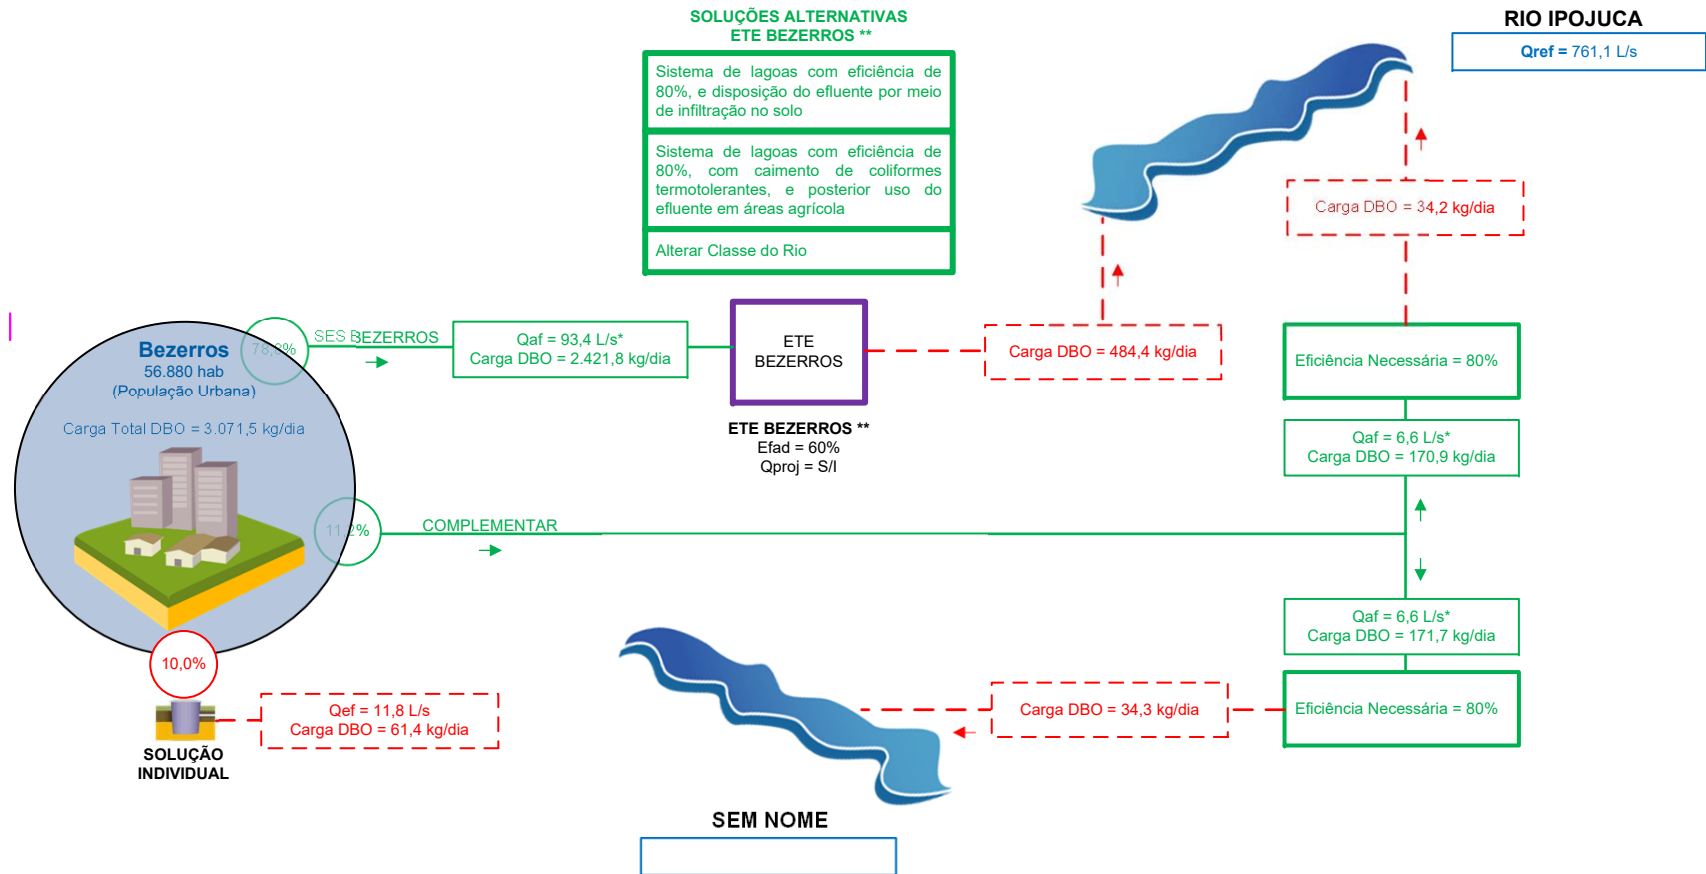 SOLUÇÕES ALTERNATIVAS
ETE BEZERROS **
Sistema de lagoas com eficiência de
80%, e disposição do efluente por meio
de infiltração no solo
Sistema de lagoas com eficiência de
80%, com caimento de coliformes
termotolerantes, e posterior uso do
efluente em áreas agrícola
Alterar Classe do Rio
RIO IPOJUCA
Qref = 761,1 L/s
Carga DBO = 34,2 kg/dia
SES BEZERROS
Qaf = 93,4 L/s*
Carga DBO = 2.421,8 kg/dia
ETE
BEZERROS
Carga DBO = 484,4 kg/dia
Eficiência Necessária = 80%
Bezerros
56.880 hab
(População Urbana)
Carga Total DBO = 3.071,5 kg/dia
ETE BEZERROS **
Efad = 60%
Qproj = S/I
Qaf = 6,6 L/s*
Carga DBO = 170,9 kg/dia
11,2%
COMPLEMENTAR
Qaf = 6,6 L/s*
Carga DBO = 171,7 kg/dia
10,0%
Qef = 11,8 L/s
Carga DBO = 61,4 kg/dia
SOLUÇÃO
INDIVIDUAL
Carga DBO = 34,3 kg/dia
Eficiência Necessária = 80%
SEM NOME